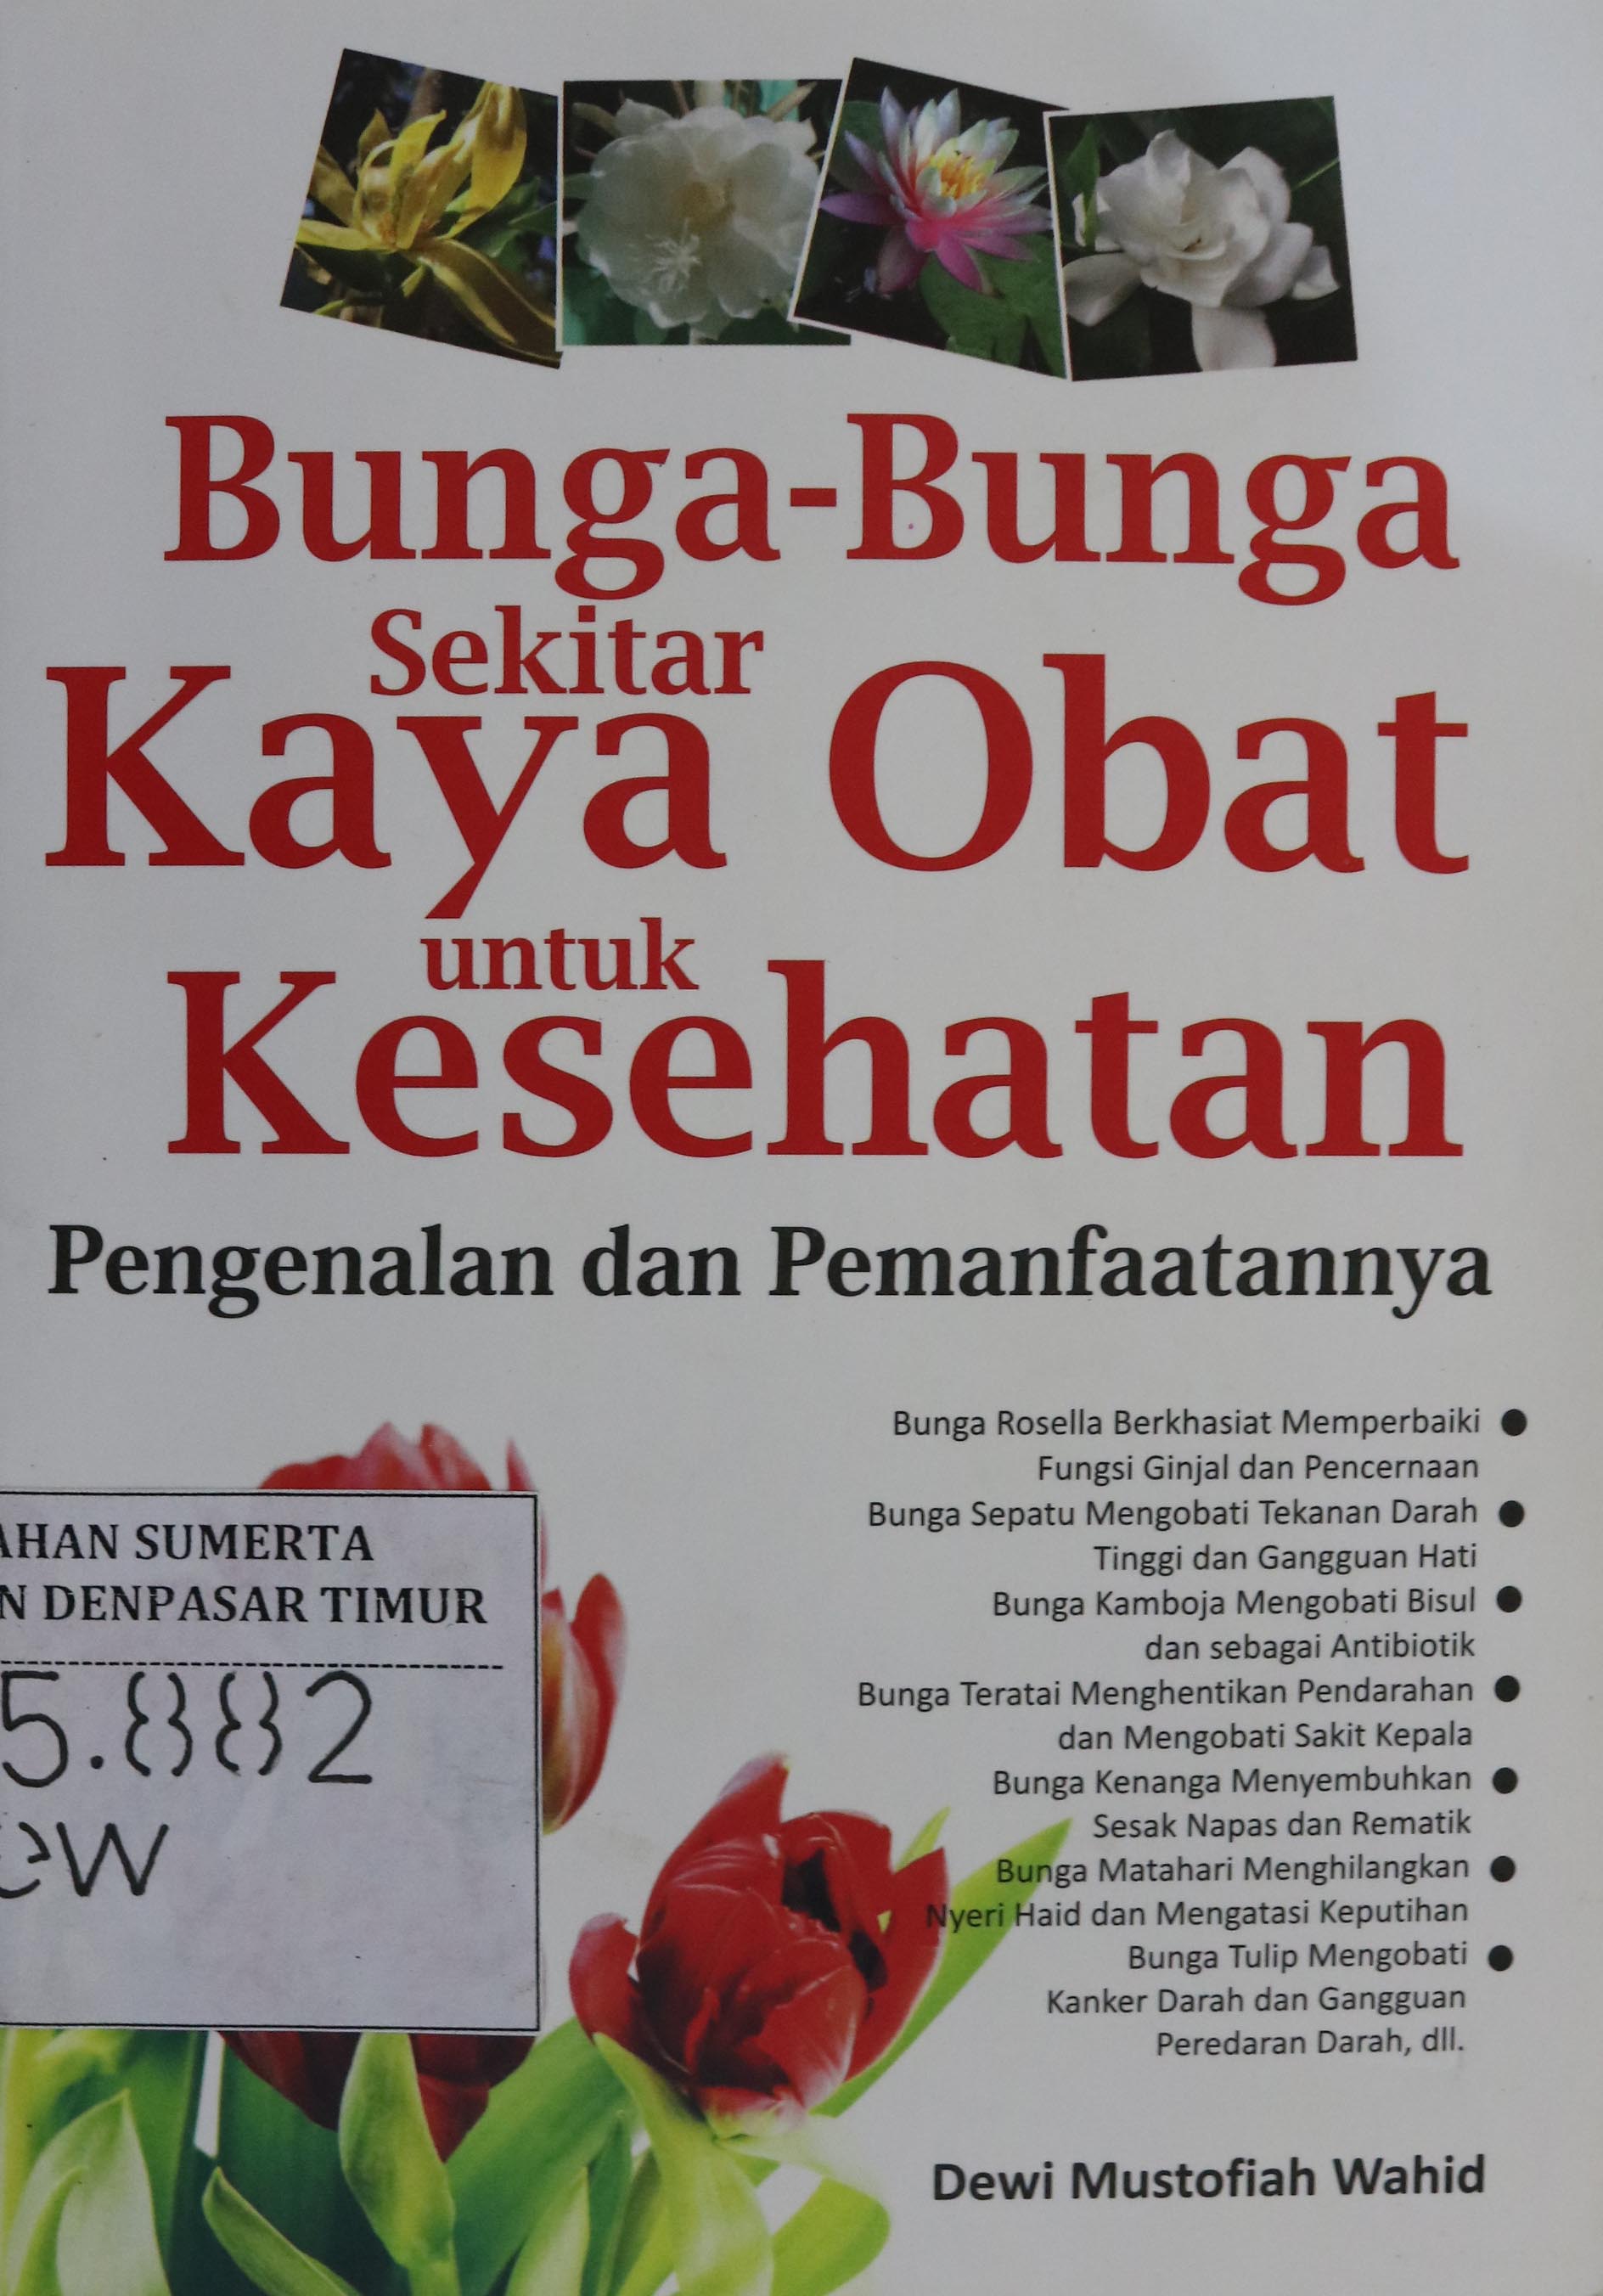 Bunga-Bunga
Sekitar
Kaya Obat
untuk
Kesehatan
Pengenalan dan Pemanfaatannya
Bunga Rosella Berkhasiat Memperbaiki ●
Fungsi Ginjal dan Pencernaan
Bunga Sepatu Mengobati Tekanan Darah ●
Tinggi dan Gangguan Hati
Bunga Kamboja Mengobati Bisul ●
dan sebagai Antibiotik
Bunga Teratai Menghentikan Pendarahan ●
dan Mengobati Sakit Kepala
Bunga Kenanga Menyembuhkan ●
Sesak Napas dan Rematik
Bunga Matahari Menghilangkan ●
Nyeri Haid dan Mengatasi Keputihan
Bunga Tulip Mengobati ●
Kanker Darah dan Gangguan
Peredaran Darah, dll.
AHAN SUMERTA
N DENPASAR TIMUR
5.882
ew
Dewi Mustofiah Wahid